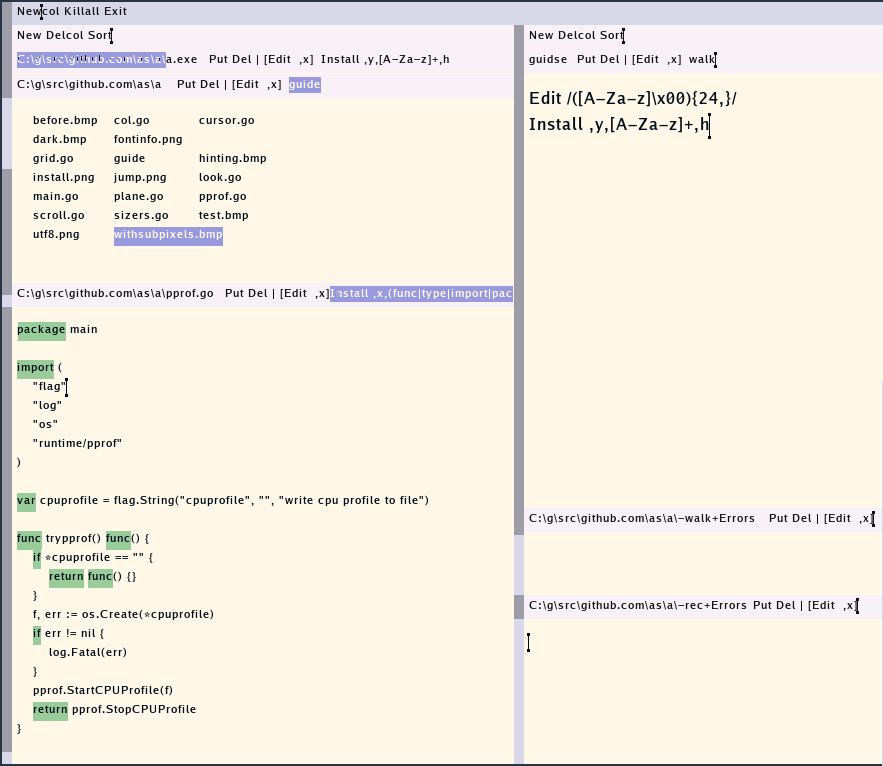 Newcol Killall Exit
New Delcol Sort
C:\g\src\github.com\as\a\a.exe Put Del | [Edit ,x] Install ,y,[A-Za-z]+,h
C:\g\src\github.com\as\a Put Del | [Edit ,x] guide
before.bmp col.go cursor.go
dark.bmp fontinfo.png
grid.go guide hinting.bmp
install.png jump.png look.go
main.go plane.go pprof.go
scroll.go sizers.go test.bmp
utf8.png withsubpixels.bmp
C:\g\src\github.com\as\a\pprof.go Put Del | [Edit ,x]Install ,x,(func|type|import|pac
package main
import (
"flag"
"log"
"os"
"runtime/pprof"
)
var cpuprofile = flag.String("cpuprofile", "", "write cpu profile to file")
func trypprof() func() {
if *cpuprofile == "" {
return func() {}
}
f, err := os.Create(*cpuprofile)
if err != nil {
log.Fatal(err)
}
pprof.StartCPUProfile(f)
return pprof.StopCPUProfile
}
New Delcol Sort
guidse Put Del | [Edit ,x] walk
Edit /([A-Za-z]\x00){24,}/
Install ,y,[A-Za-z]+,h
C:\g\src\github.com\as\a\-walk+Errors Put Del | [Edit ,x]
C:\g\src\github.com\as\a\-rec+Errors Put Del | [Edit ,x]